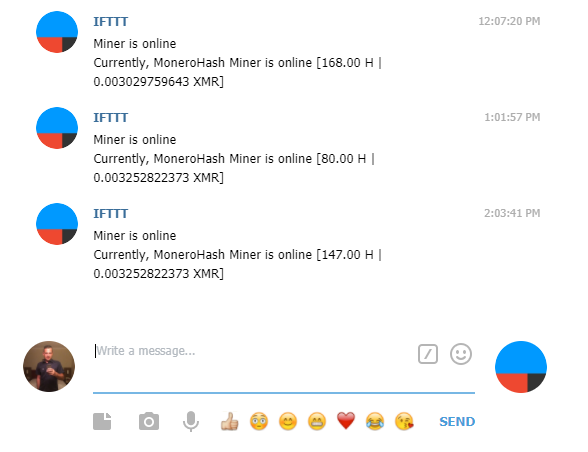 IFTTT 12:07:20 PM
Miner is online
Currently, MoneroHash Miner is online [168.00 H |
0.003029759643 XMR]
IFTTT 1:01:57 PM
Miner is online
Currently, MoneroHash Miner is online [80.00 H |
0.003252822373 XMR]
IFTTT 2:03:41 PM
Miner is online
Currently, MoneroHash Miner is online [147.00 H |
0.003252822373 XMR]
Write a message...
SEND